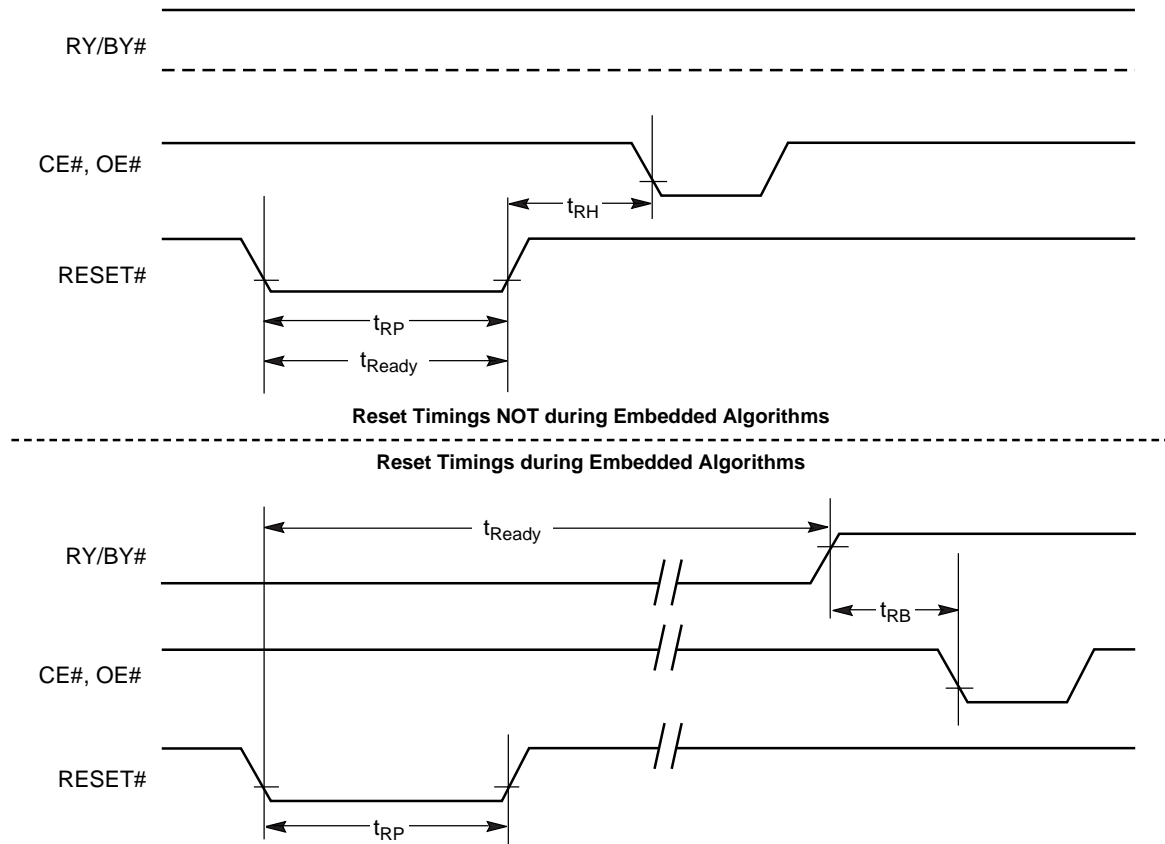 RY/BY#
CE#, OE#
tRH
RESET#
tRP
tReady
Reset Timings NOT during Embedded Algorithms
Reset Timings during Embedded Algorithms
tReady
RY/BY#
tRB
CE#, OE#
RESET#
tRP